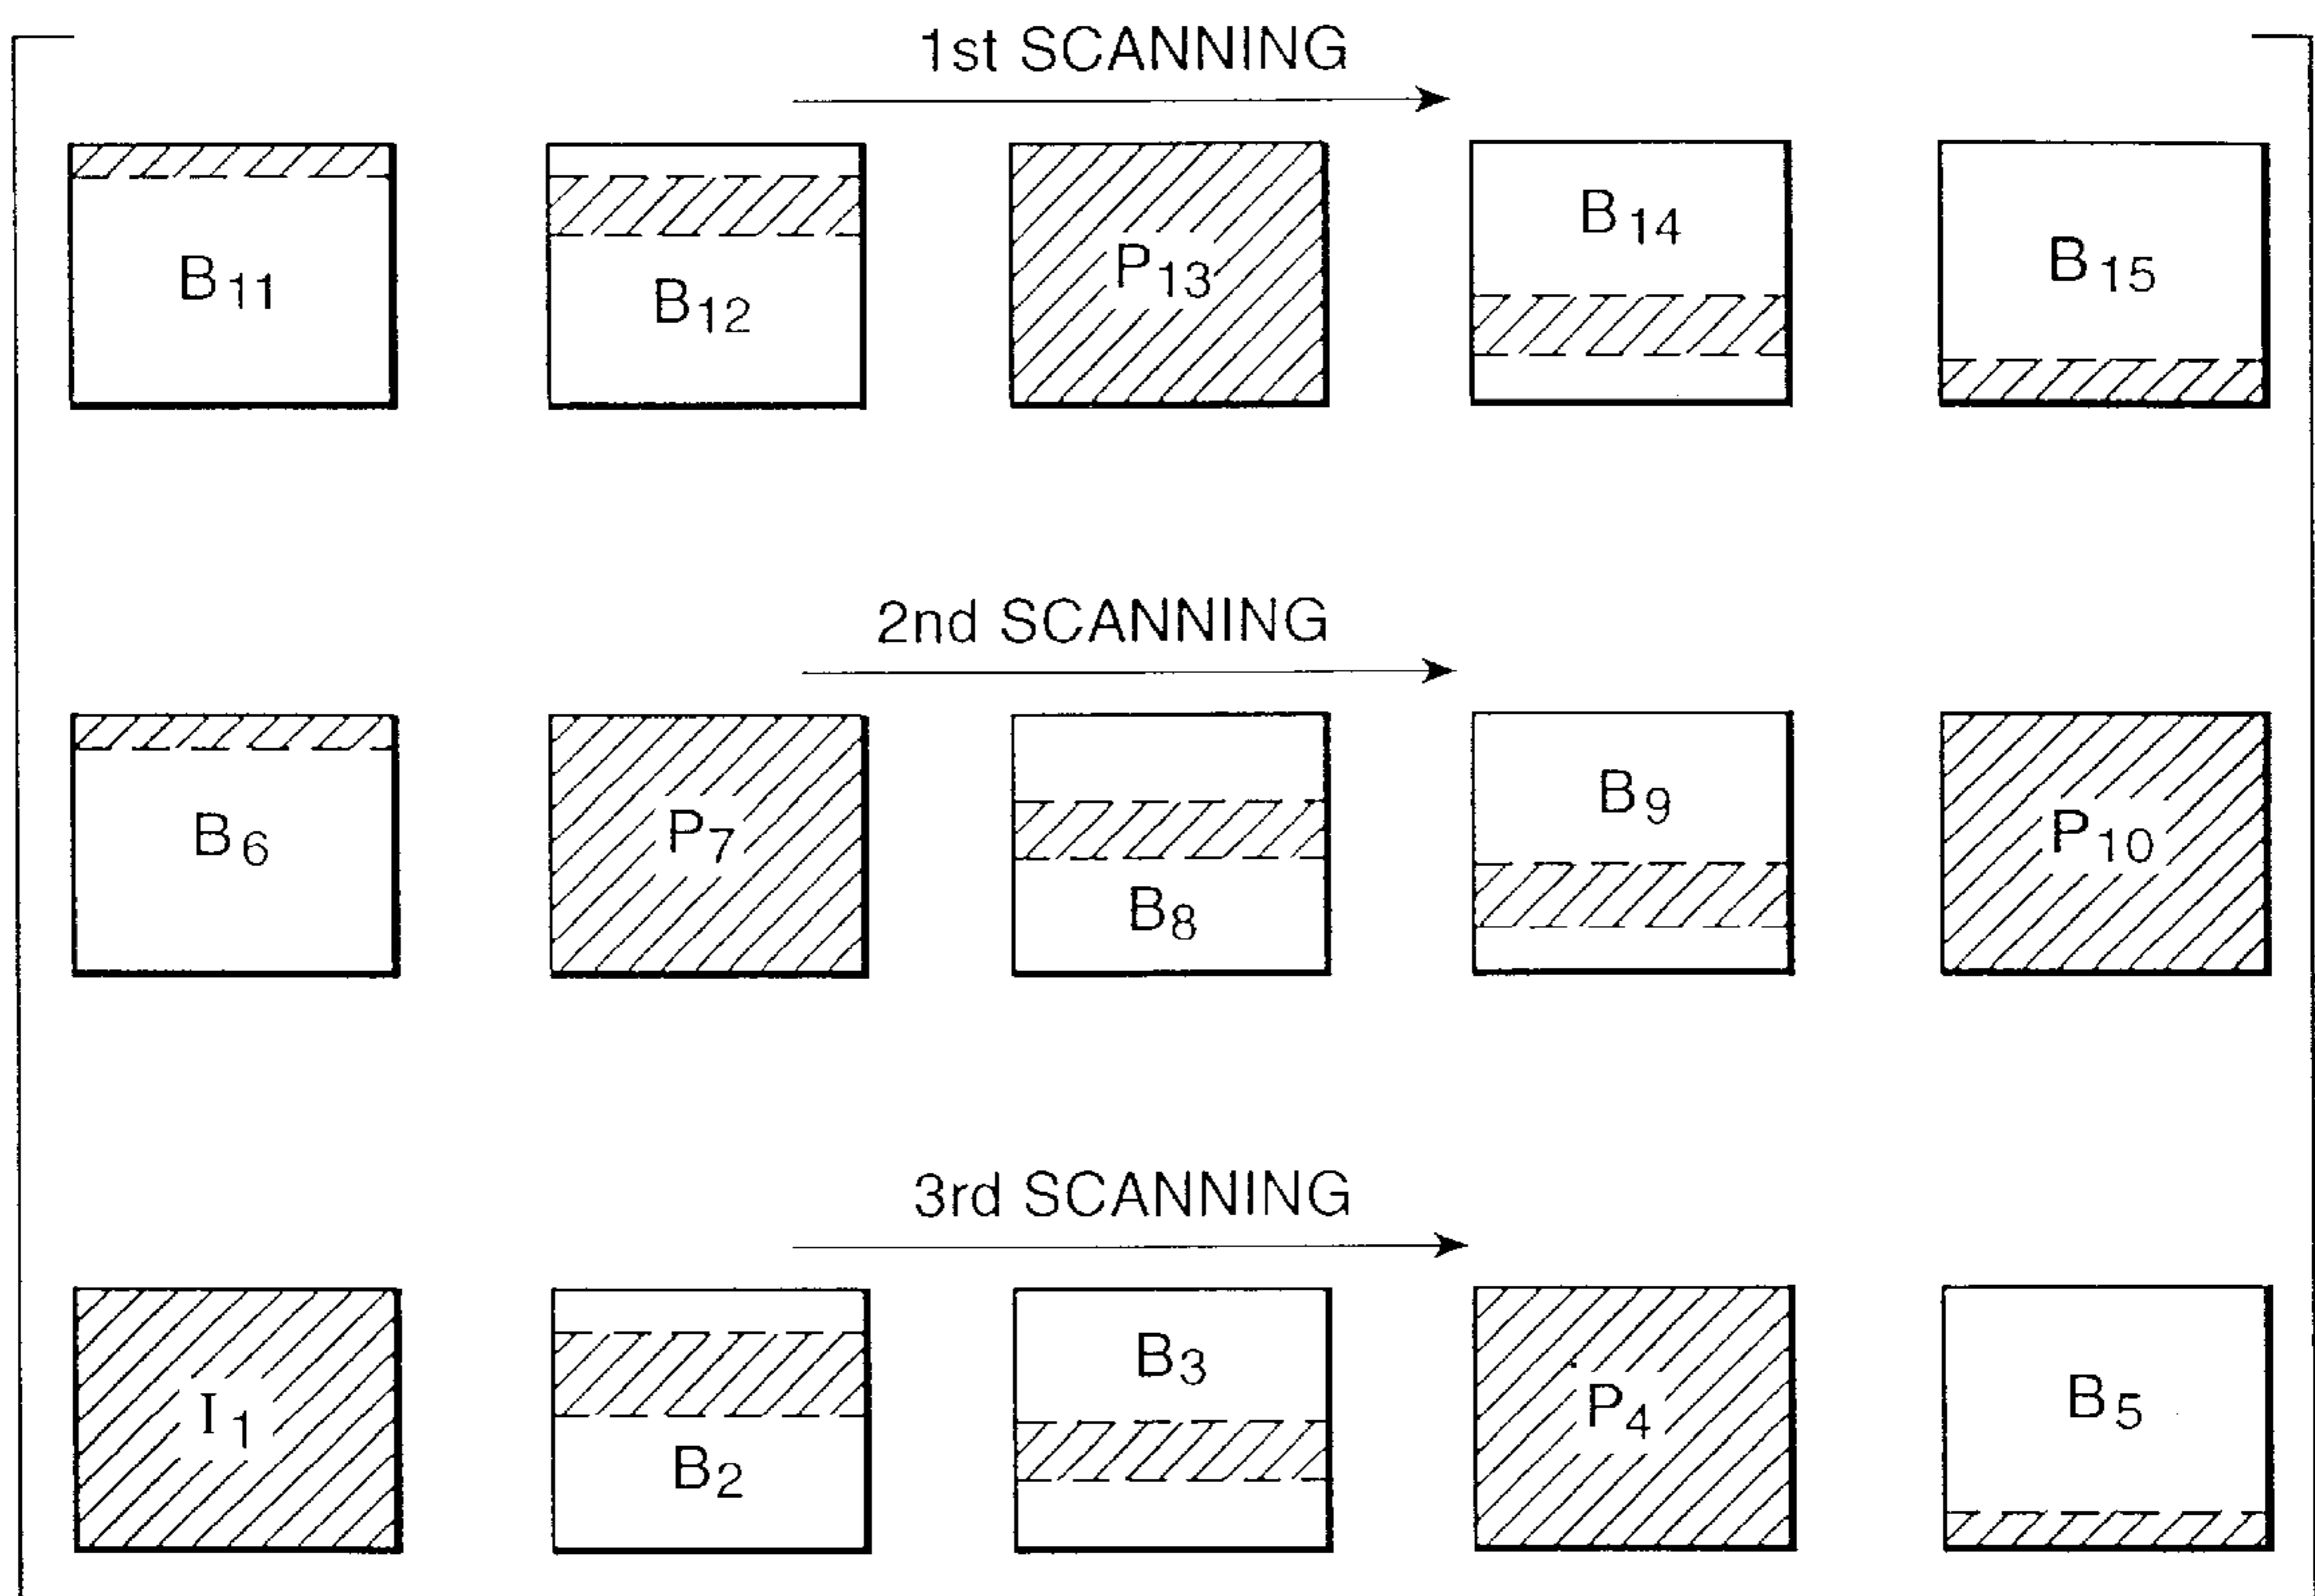 1st SCANNING
B11 B12 P13 B14 B15
2nd SCANNING
B6 P7 B8 B9 P10
3rd SCANNING
I1 B2 B3 P4 B5